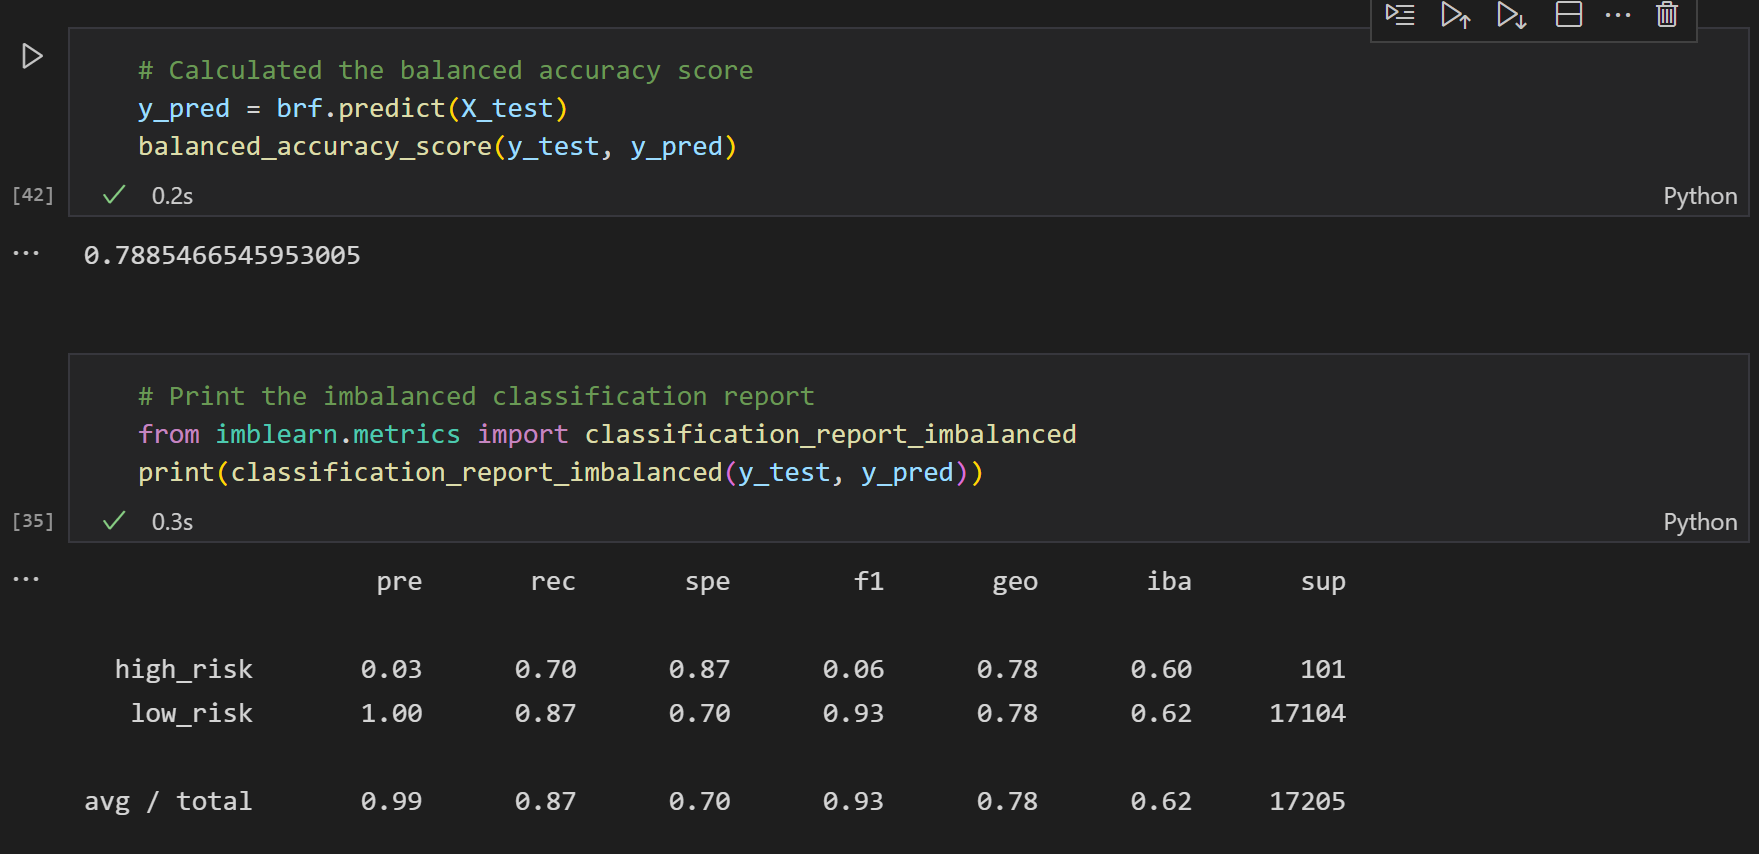 # Calculated the balanced accuracy score
y_pred = brf.predict(X_test)
balanced_accuracy_score(y_test, y_pred)
[42] 0.2s Python
0.7885466545953005
# Print the imbalanced classification report
from imblearn.metrics import classification_report_imbalanced
print(classification_report_imbalanced(y_test, y_pred))
[35] 0.3s Python
pre rec spe f1 geo iba sup
high_risk 0.03 0.70 0.87 0.06 0.78 0.60 101
low_risk 1.00 0.87 0.70 0.93 0.78 0.62 17104
avg / total 0.99 0.87 0.70 0.93 0.78 0.62 17205